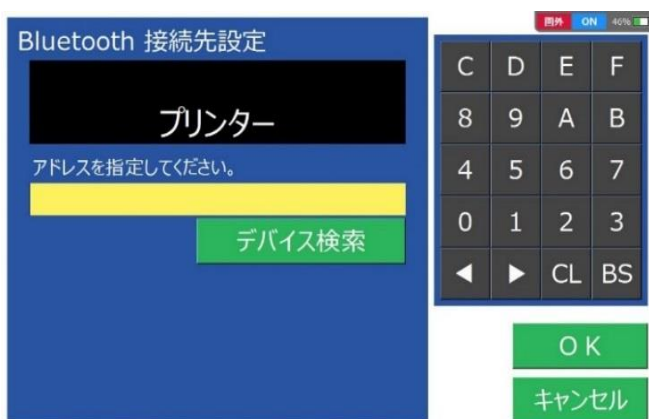 圏外 ON 46%
Bluetooth 接続先設定
プリンター
アドレスを指定してください。
デバイス検索
C D E F
8 9 A B
4 5 6 7
0 1 2 3
◀ ▶ CL BS
OK
キャンセル